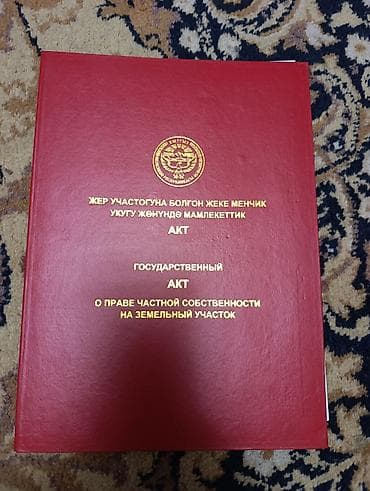 ЖЕР УЧАСТОГУНА БОЛГОН ЖЕКЕ МЕНЧИК
УКУГУ ЖӨНҮНДӨ МАМЛЕКЕТТИК
АКТ
ГОСУДАРСТВЕННЫЙ
АКТ
О ПРАВЕ ЧАСТНОЙ СОБСТВЕННОСТИ
НА ЗЕМЕЛЬНЫЙ УЧАСТОК